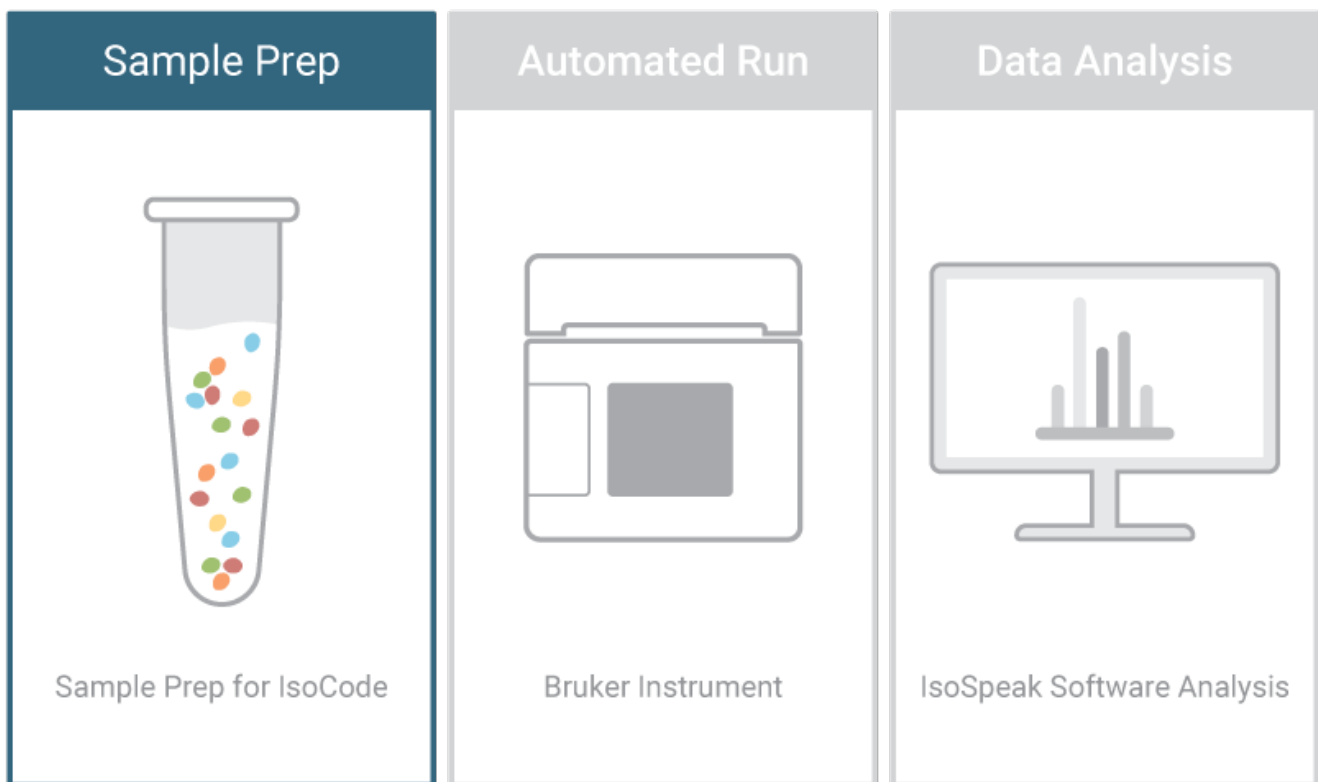 Sample Prep
Automated Run
Data Analysis
Sample Prep for IsoCode
Bruker Instrument
IsoSpeak Software Analysis